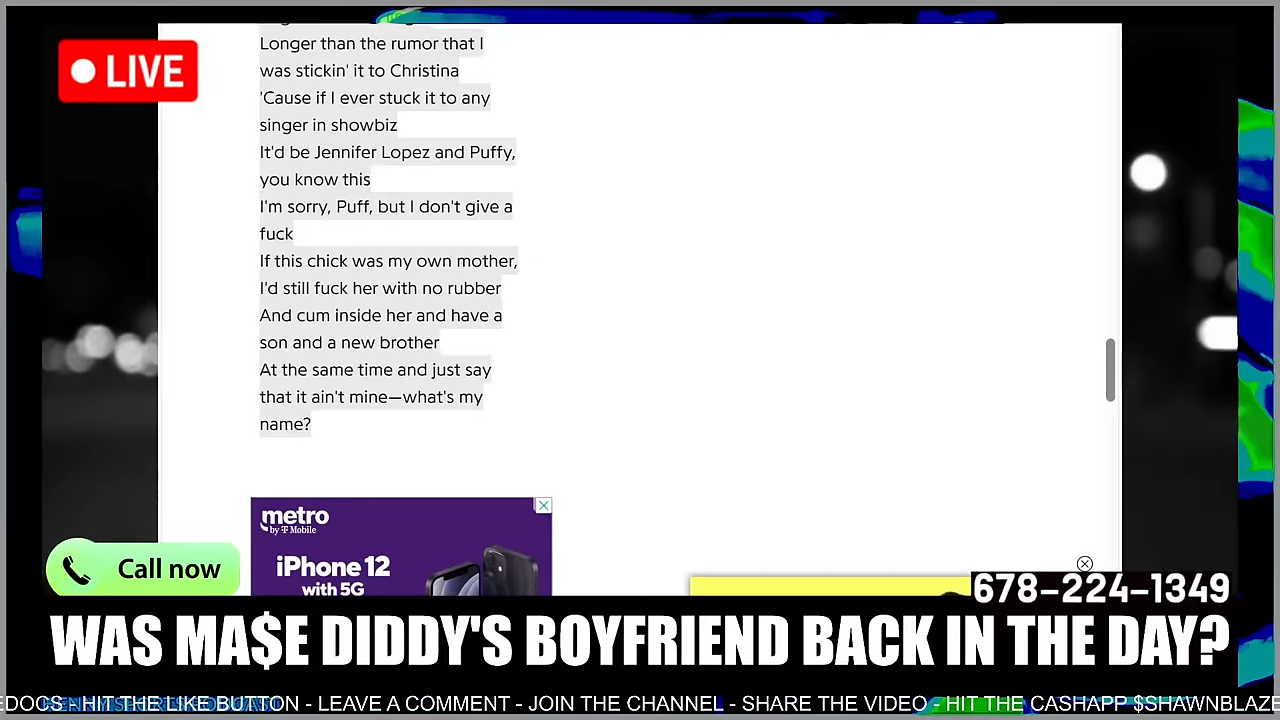 Longer than the rumor that I
was stickin' it to Christina
'Cause if I ever stuck it to any
singer in showbiz
It'd be Jennifer Lopez and Puffy,
you know this
I'm sorry, Puff, but I don't give a
fuck
If this chick was my own mother,
I'd still fuck her with no rubber
And cum inside her and have a
son and a new brother
At the same time and just say
that it ain't mine—what's my
name?
LIVE
metro
by T Mobile
iPhone 12
with 5G
Call now
678-224-1349
WAS MA$E DIDDY'S BOYFRIEND BACK IN THE DAY?
- HIT THE LIKE BUTTON - LEAVE A COMMENT - JOIN THE CHANNEL - SHARE THE VIDEO - HIT THE CASHAPP $SHAWNBLAZE